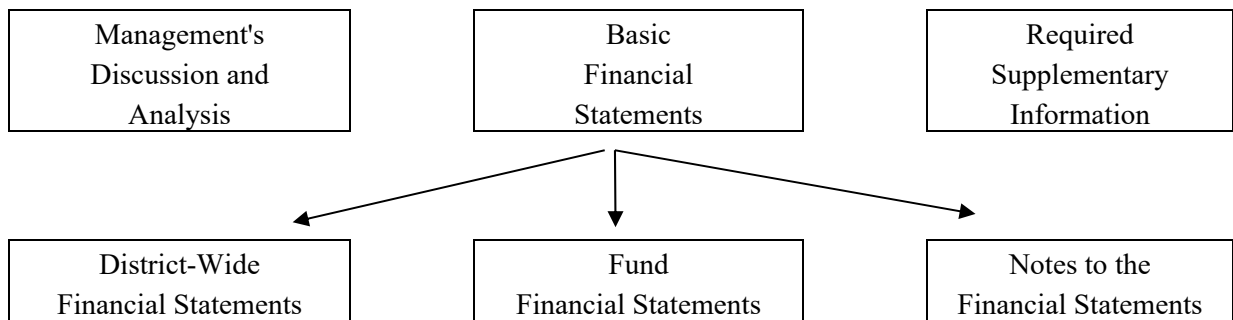 Management's
Discussion and
Analysis
Basic
Financial
Statements
Required
Supplementary
Information
District-Wide
Financial Statements
Fund
Financial Statements
Notes to the
Financial Statements